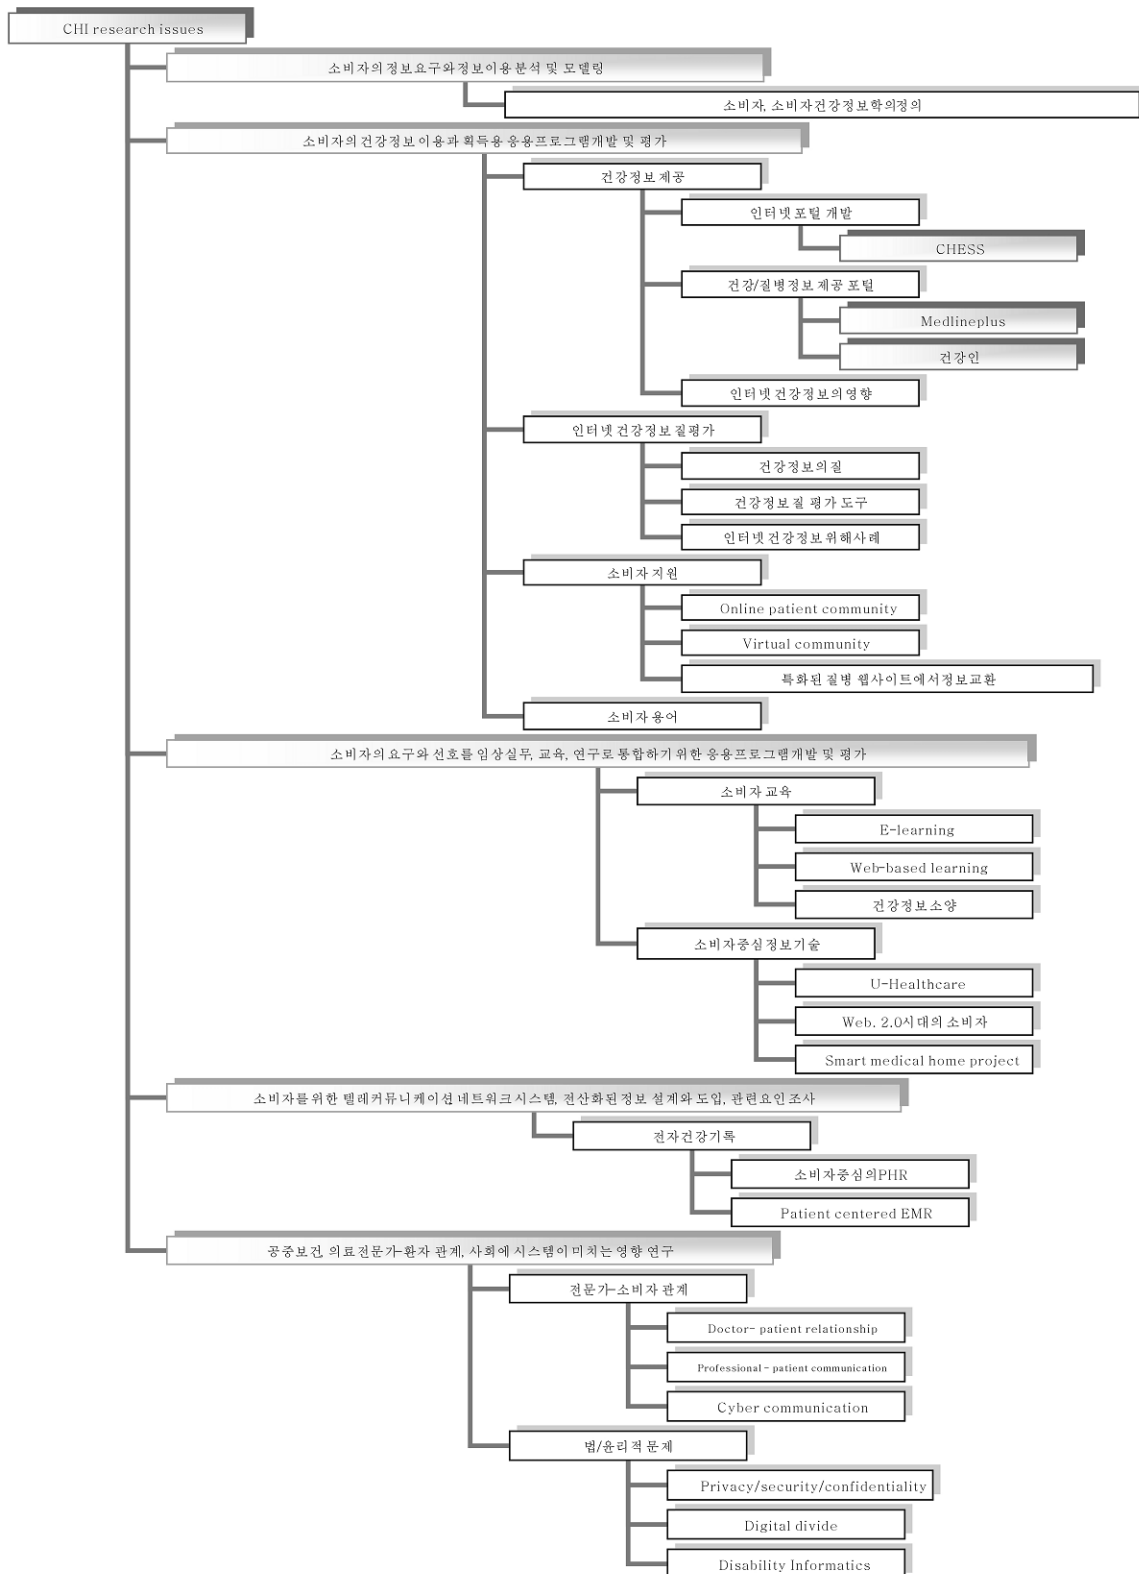 CHI research issues
소비자의 정보요구와 정보이용 분석 및 모델링
소비자, 소비자건강정보학의 정의
소비자의 건강정보 이용과 획득용 응용프로그램개발 및 평가
건강정보 제공
인터넷 포털 개발
CHESS
건강/질병정보 제공 포털
Medlineplus
건강인
인터넷 건강정보의 영향
인터넷 건강정보 질평가
건강정보의 질
건강정보 질 평가 도구
인터넷 건강정보 위해사례
소비자 지원
Online patient community
Virtual community
특화된 질병 웹사이트에서 정보교환
소비자 용어
소비자의 요구와 선호를 임상실무, 교육, 연구로 통합하기 위한 응용프로그램개발 및 평가
소비자 교육
E-learning
Web-based learning
건강정보소양
소비자중심정보기술
U-Healthcare
Web. 2.0시대의 소비자
Smart medical home project
소비자를 위한 텔레커뮤니케이션, 네트워크 시스템, 전산화된 정보 설계와 도입, 관련요인 조사
전자건강기록
소비자중심의PHR
Patient centered EMR
공중보건, 의료전문가-환자 관계, 사회에 시스템이 미치는 영향 연구
전문가-소비자 관계
Doctor- patient relationship
Professional - patient communication
Cyber communication
법/윤리적 문제
Privacy/security/confidentiality
Digital divide
Disability Informatics